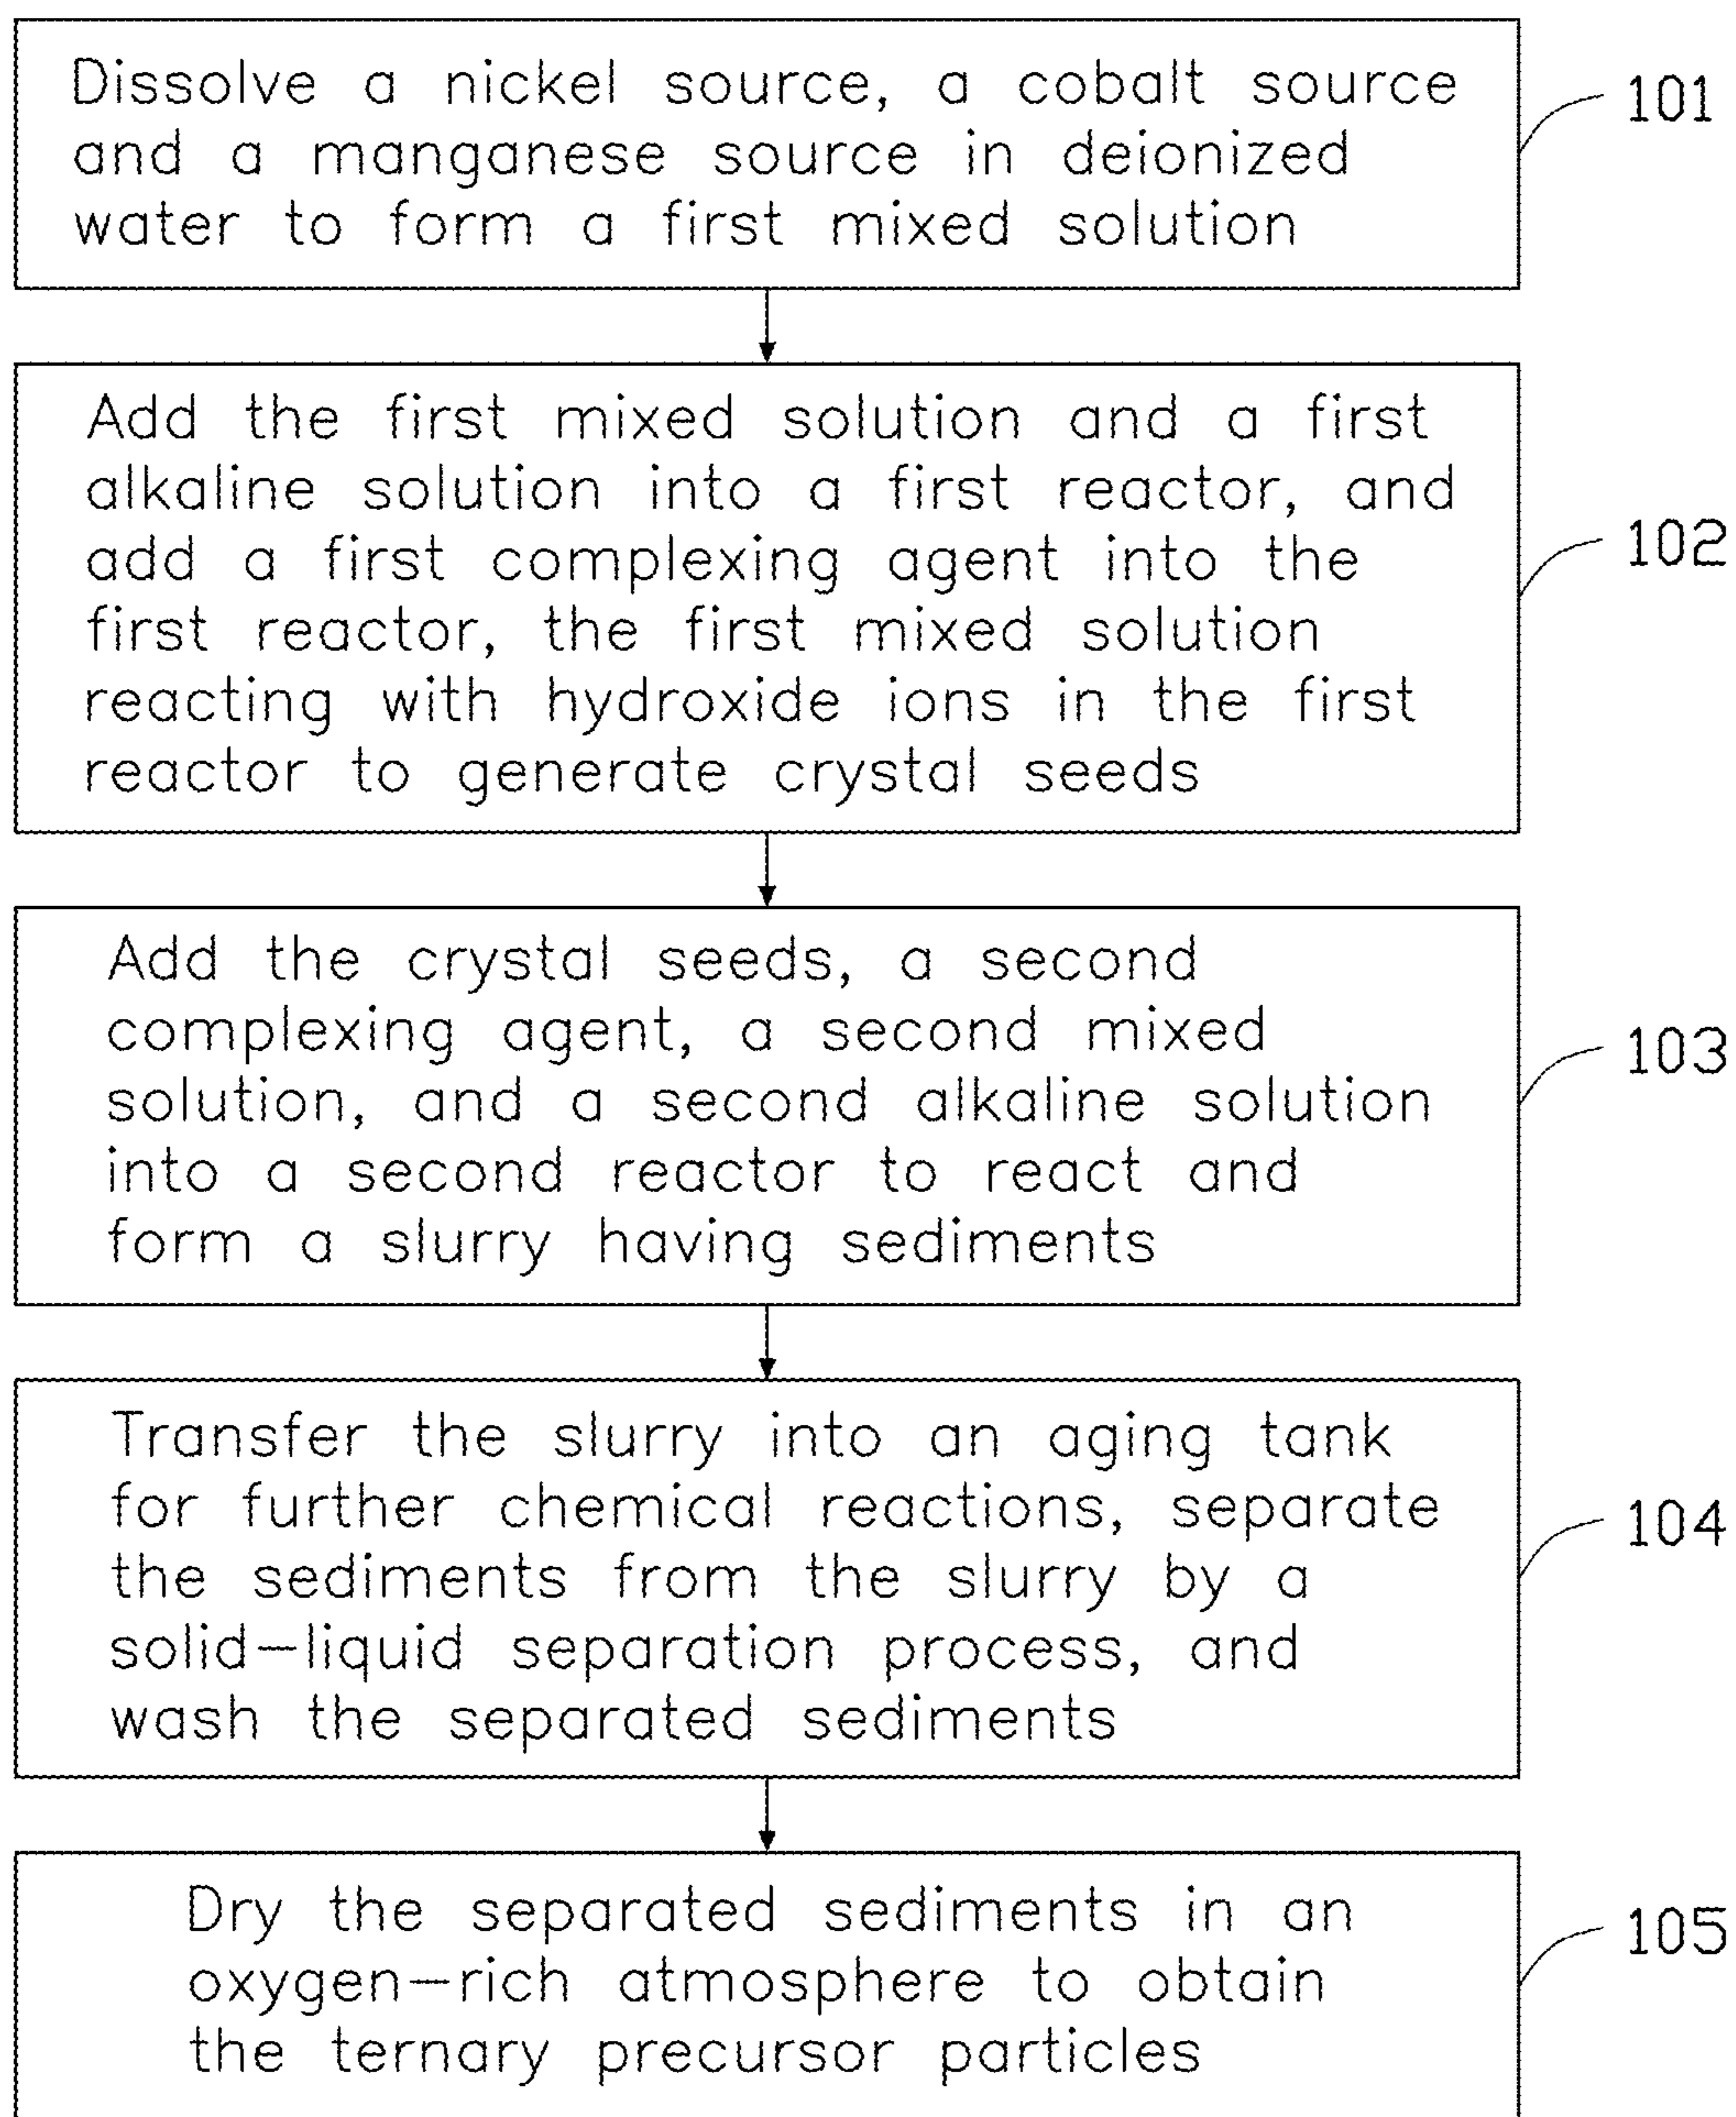 Dissolve a nickel source, a cobalt source
and a manganese source in deionized
water to form a first mixed solution
101
Add the first mixed solution and a first
alkaline solution into a first reactor, and
add a first complexing agent into the
first reactor, the first mixed solution
reacting with hydroxide ions in the first
reactor to generate crystal seeds
102
Add the crystal seeds, a second
complexing agent, a second mixed
solution, and a second alkaline solution
into a second reactor to react and
form a slurry having sediments
103
Transfer the slurry into an aging tank
for further chemical reactions, separate
the sediments from the slurry by a
solid-liquid separation process, and
wash the separated sediments
104
Dry the separated sediments in an
oxygen-rich atmosphere to obtain
the ternary precursor particles
105